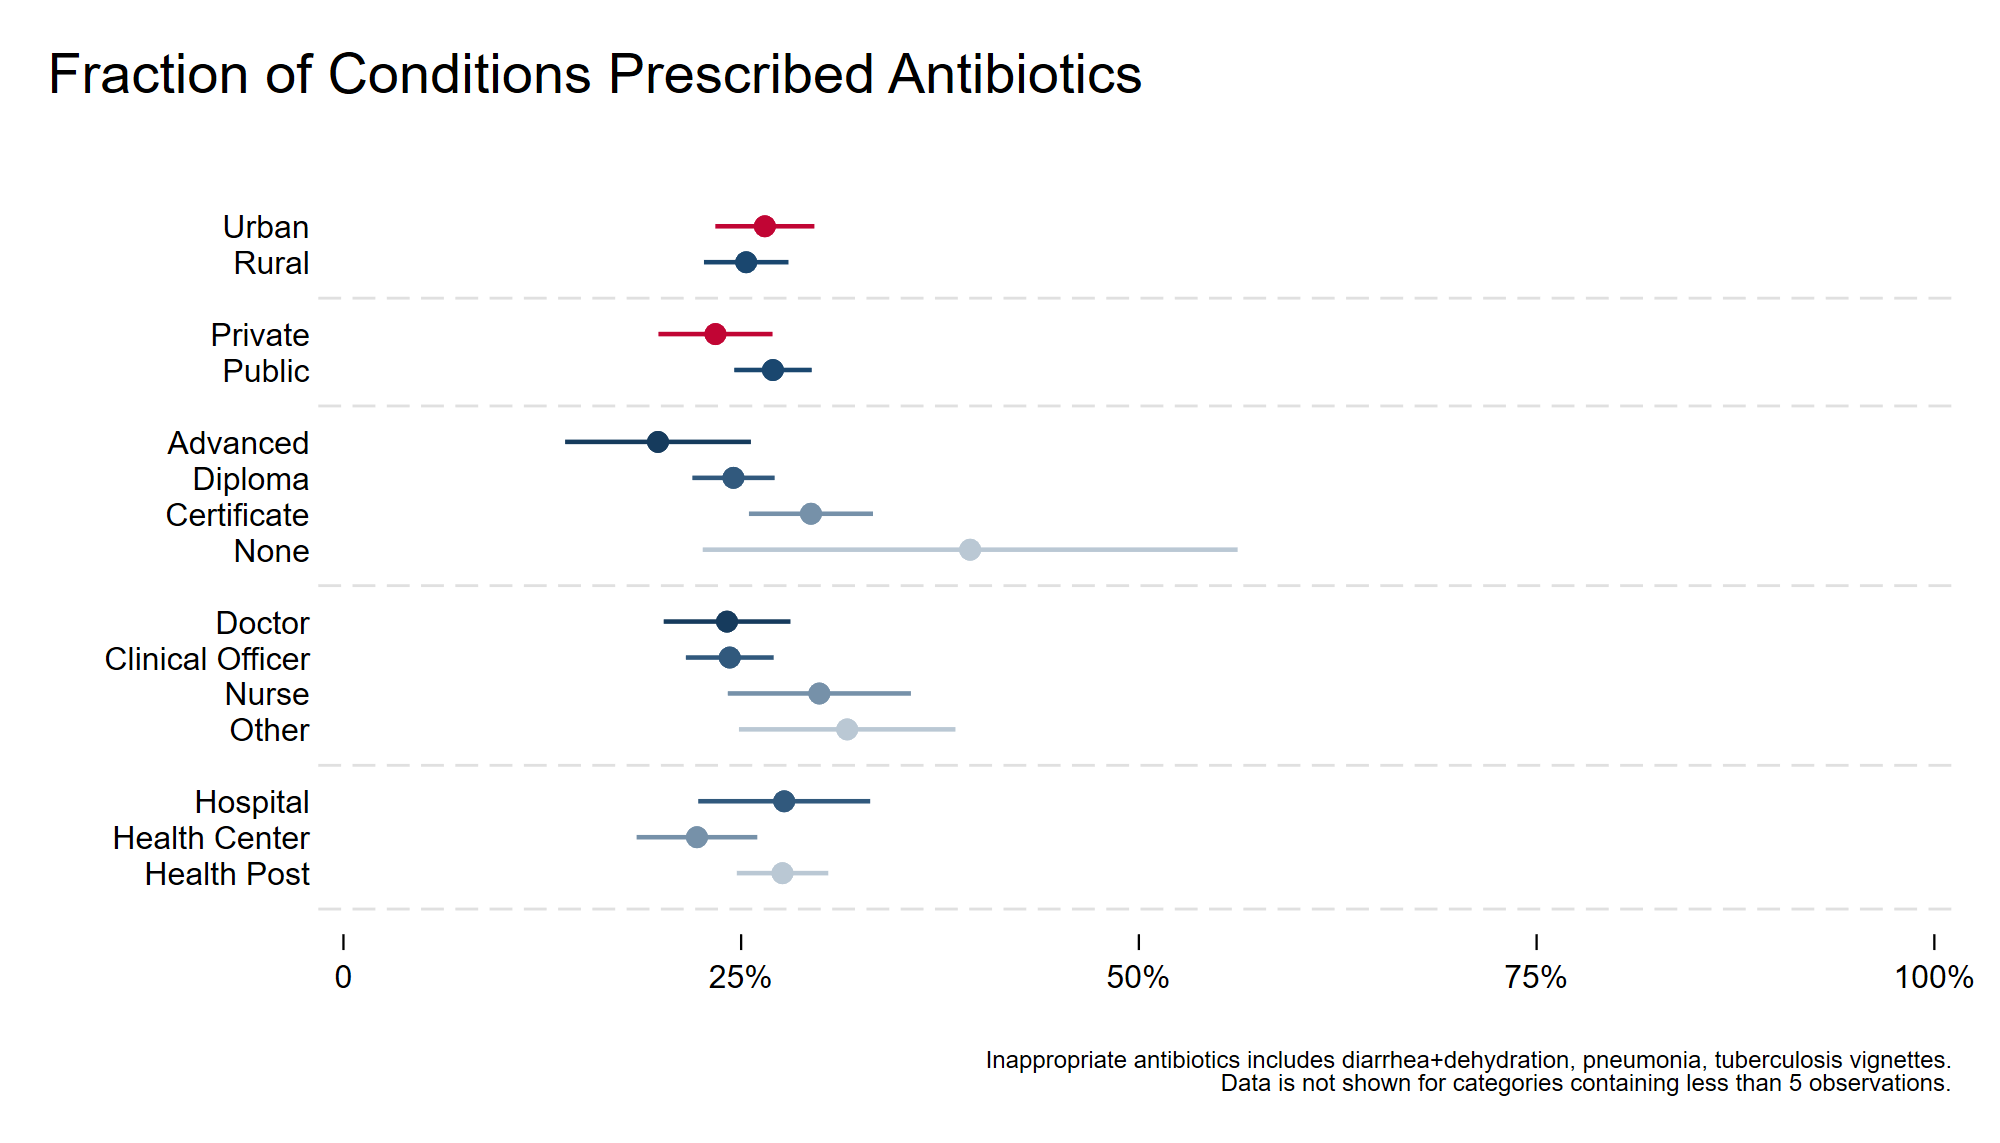 Fraction of Conditions Prescribed Antibiotics
Urban
Rural
Private
Public
Advanced
Diploma
Certificate
None
Doctor
Clinical Officer
Nurse
Other
Hospital
Health Center
Health Post
0 25% 50% 75% 100%
Inappropriate antibiotics includes diarrhea+dehydration, pneumonia, tuberculosis vignettes.
Data is not shown for categories containing less than 5 observations.